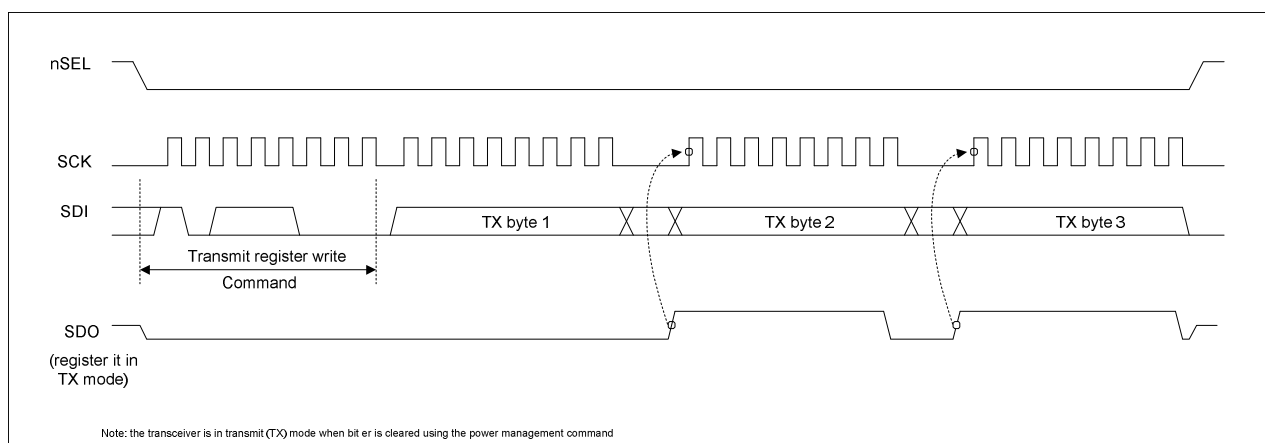 nSEL
SCK
SDI
TX byte 1
TX byte 2
TX byte 3
Transmit register write
Command
SDO
(register it in
TX mode)
Note: the transceiver is in transmit (TX) mode when bit er is cleared using the power management command